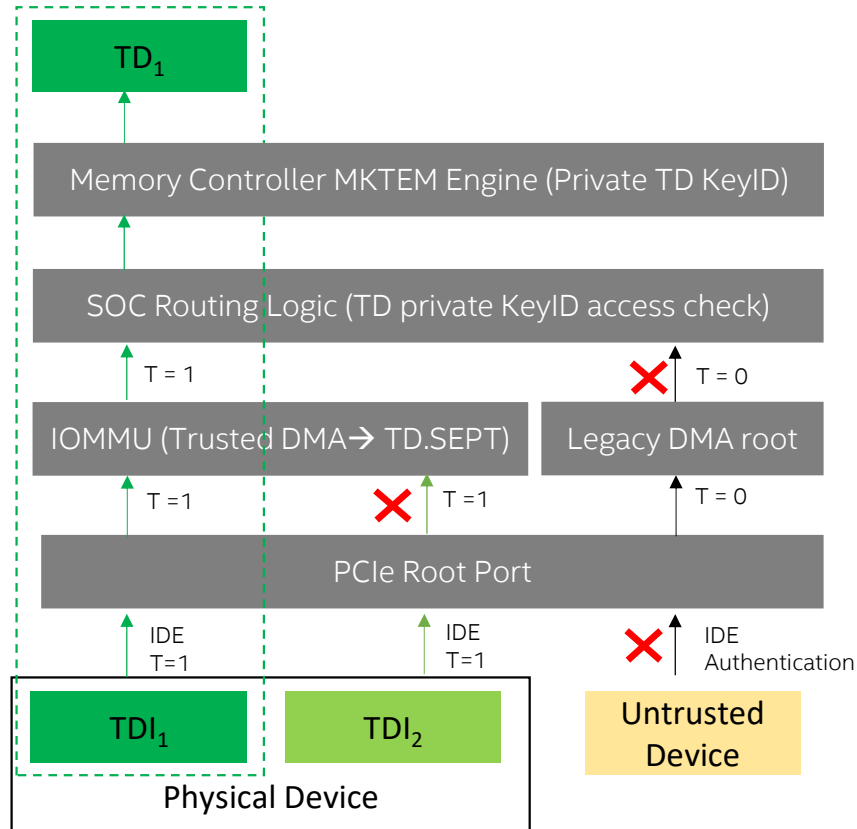 TD₁
Memory Controller MKTEM Engine (Private TD KeyID)
SOC Routing Logic (TD private KeyID access check)
T = 1
T = 0
IOMMU (Trusted DMA→ TD.SEPT)
Legacy DMA root
T=1
T = 1
T = 0
PCIe Root Port
IDE
T=1
IDE
T=1
IDE
Authentication
TDI₁
TDI₂
Untrusted
Device
Physical Device